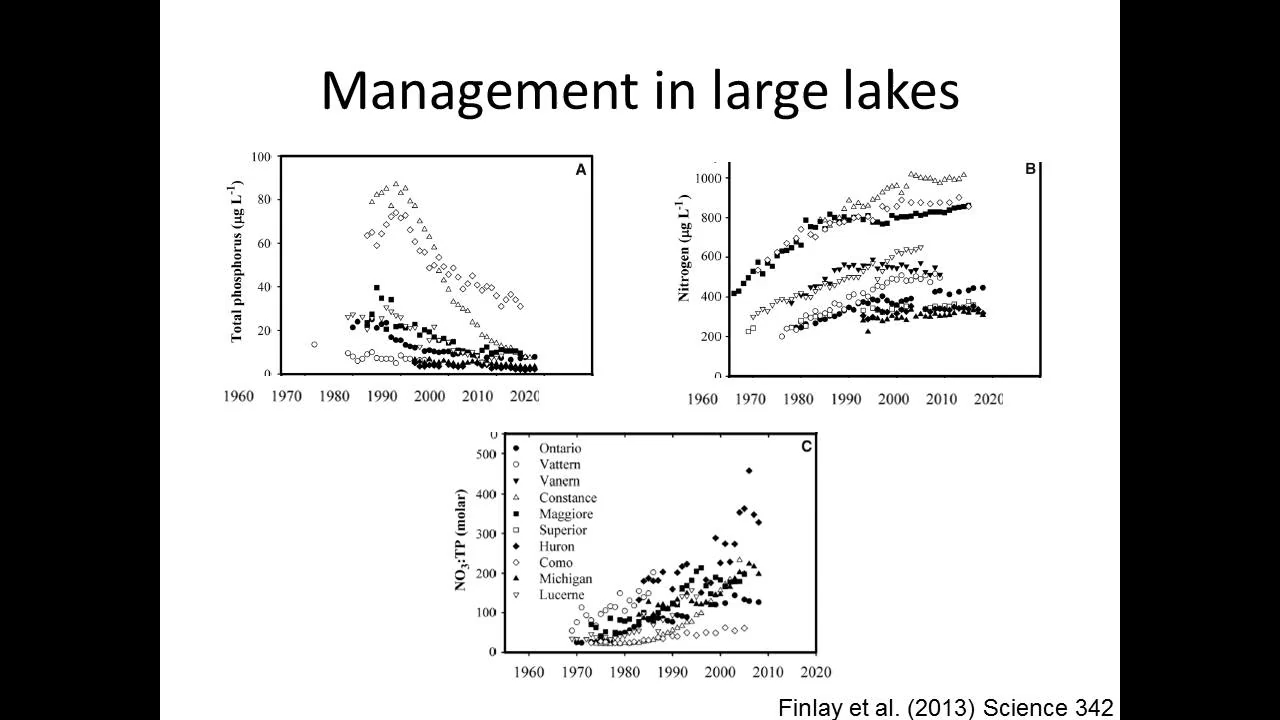 Management in large lakes
A
Total phosphorus (µg L-1)
100
80
60
40
20
0
1960 1970 1980 1990 2000 2010 2020
B
Nitrogen (µg L-1)
1000
800
600
400
200
0
1960 1970 1980 1990 2000 2010 2020
C
NO3:TP (molar)
0
500
400
300
200
100
0
Ontario
Vattern
Vanern
Constance
Maggiore
Superior
Huron
Como
Michigan
Lucerne
1960 1970 1980 1990 2000 2010 2020
Finlay et al. (2013) Science 342